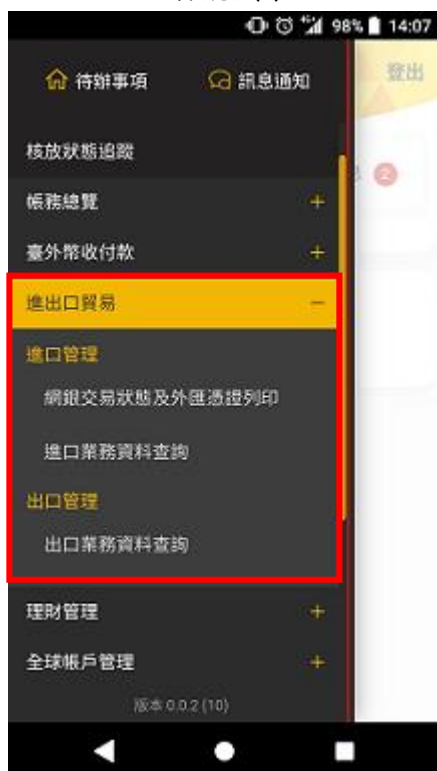 98% 14:07
待辦事項 訊息通知 登出
核放狀態追蹤
2
帳務總覽 +
臺外幣收付款 +
進出口貿易 −
進口管理
網銀交易狀態及外匯憑證列印
進口業務資料查詢
出口管理
出口業務資料查詢
理財管理 +
全球帳戶管理 +
版本 0.0.2 (10)